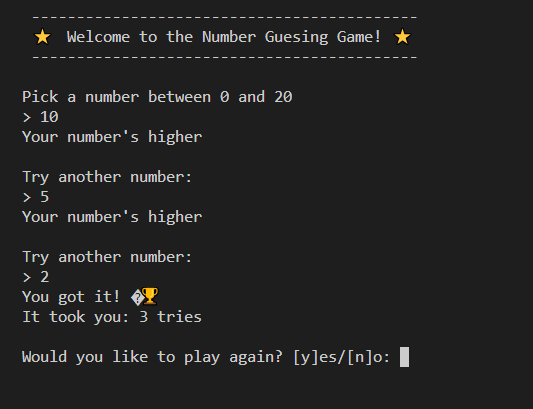 -------------------------------------------
⭐ Welcome to the Number Guesing Game! ⭐
-------------------------------------------
Pick a number between 0 and 20
> 10
Your number's higher
Try another number:
> 5
Your number's higher
Try another number:
> 2
You got it! �🏆
It took you: 3 tries
Would you like to play again? [y]es/[n]o: